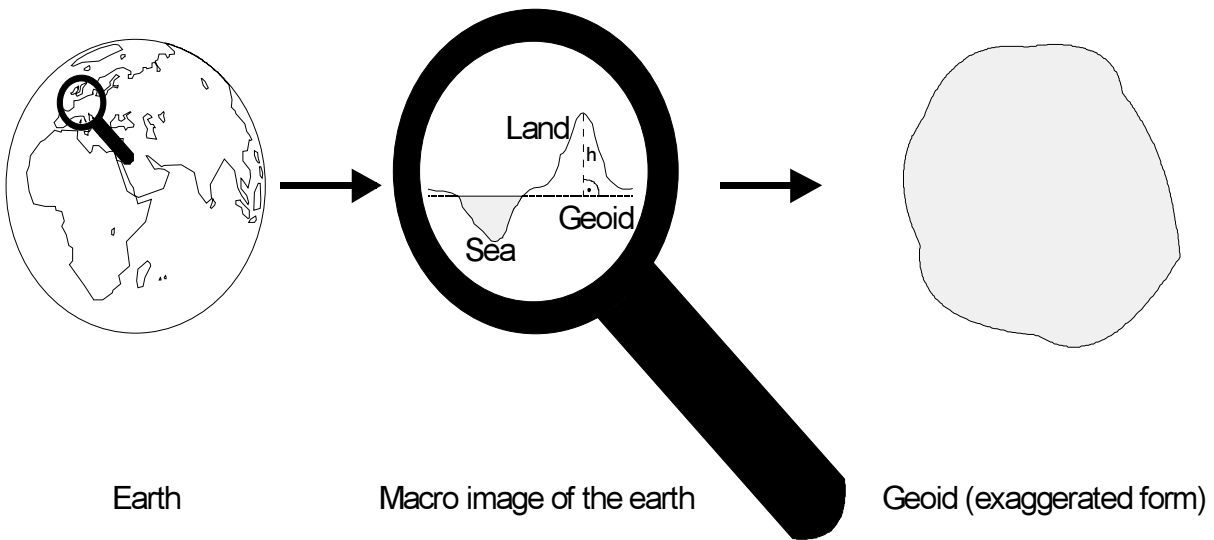 Land
h
Geoid
Sea
Earth
Macro image of the earth
Geoid (exaggerated form)